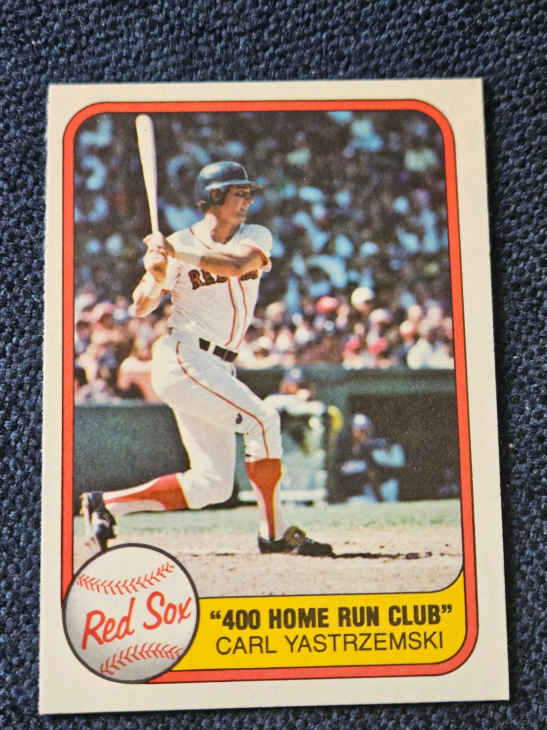 Red Sox
"400 HOME RUN CLUB"
CARL YASTRZEMSKI